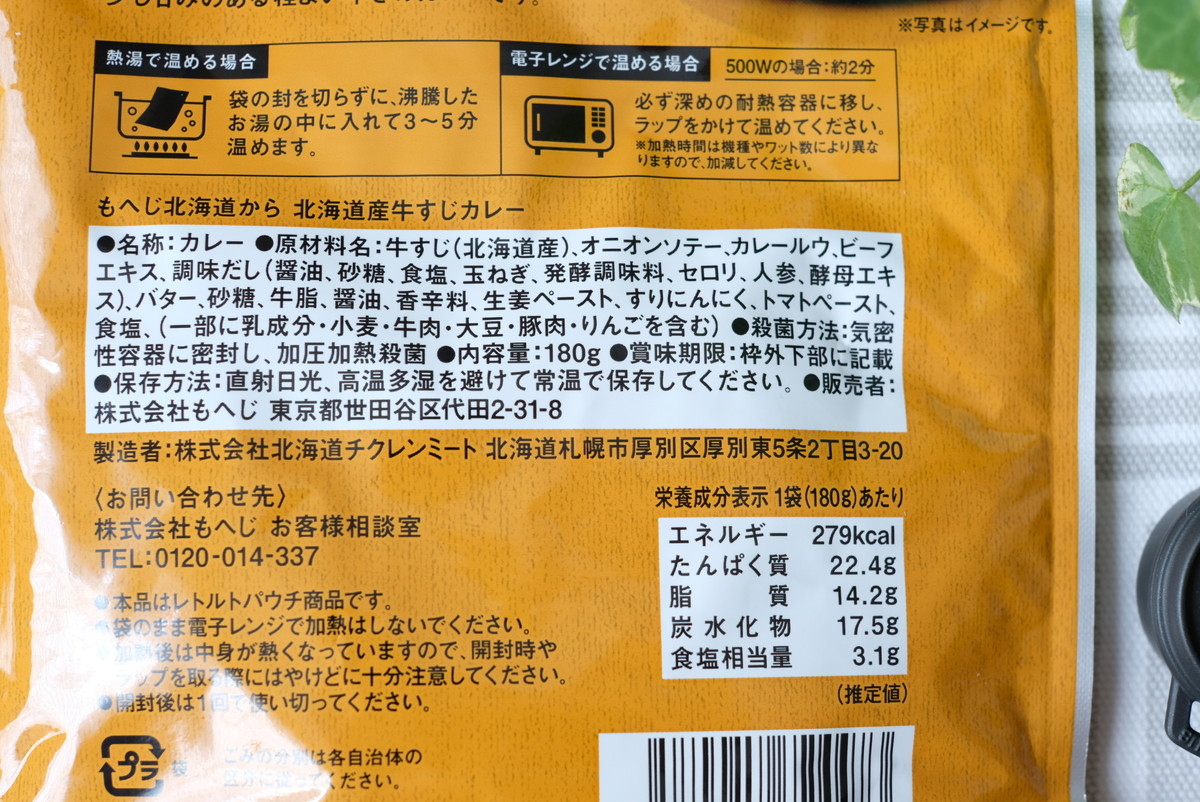 ※写真はイメージです。
熱湯で温める場合
袋の封を切らずに、沸騰した
お湯の中に入れて3〜5分
温めます。
電子レンジで温める場合 500Wの場合:約2分
必ず深めの耐熱容器に移し、
ラップをかけて温めてください。
※加熱時間は機種やワット数により異な
りますので、加減してください。
もへじ北海道から 北海道産牛すじカレー
●名称:カレー ●原材料名:牛すじ(北海道産)、オニオンソテー、カレールウ、ビーフ
エキス、調味だし(醤油、砂糖、食塩、玉ねぎ、発酵調味料、セロリ、人参、酵母エキ
ス)、バター、砂糖、牛脂、醤油、香辛料、生姜ペースト、すりにんにく、トマトペースト、
食塩、(一部に乳成分・小麦・牛肉・大豆・豚肉・りんごを含む) ●殺菌方法:気密
性容器に密封し、加圧加熱殺菌 ●内容量:180g ●賞味期限:枠外下部に記載
●保存方法:直射日光、高温多湿を避けて常温で保存してください。 ●販売者:
株式会社もへじ 東京都世田谷区代田2-31-8
製造者:株式会社北海道チクレンミート 北海道札幌市厚別区厚別東5条2丁目3-20
〈お問い合わせ先〉
株式会社もへじ お客様相談室
TEL:0120-014-337
●本品はレトルトパウチ商品です。
●袋のまま電子レンジで加熱はしないでください。
●加熱後は中身が熱くなっていますので、開封時や
ラップを取る際にはやけどに十分注意してください。
●開封後は1回で使い切ってください。
プラ 袋
ごみの分別は各自治体の
区分に従ってください。
栄養成分表示 1袋(180g)あたり
エネルギー 279kcal
たんぱく質 22.4g
脂質 14.2g
炭水化物 17.5g
食塩相当量 3.1g
(推定値)